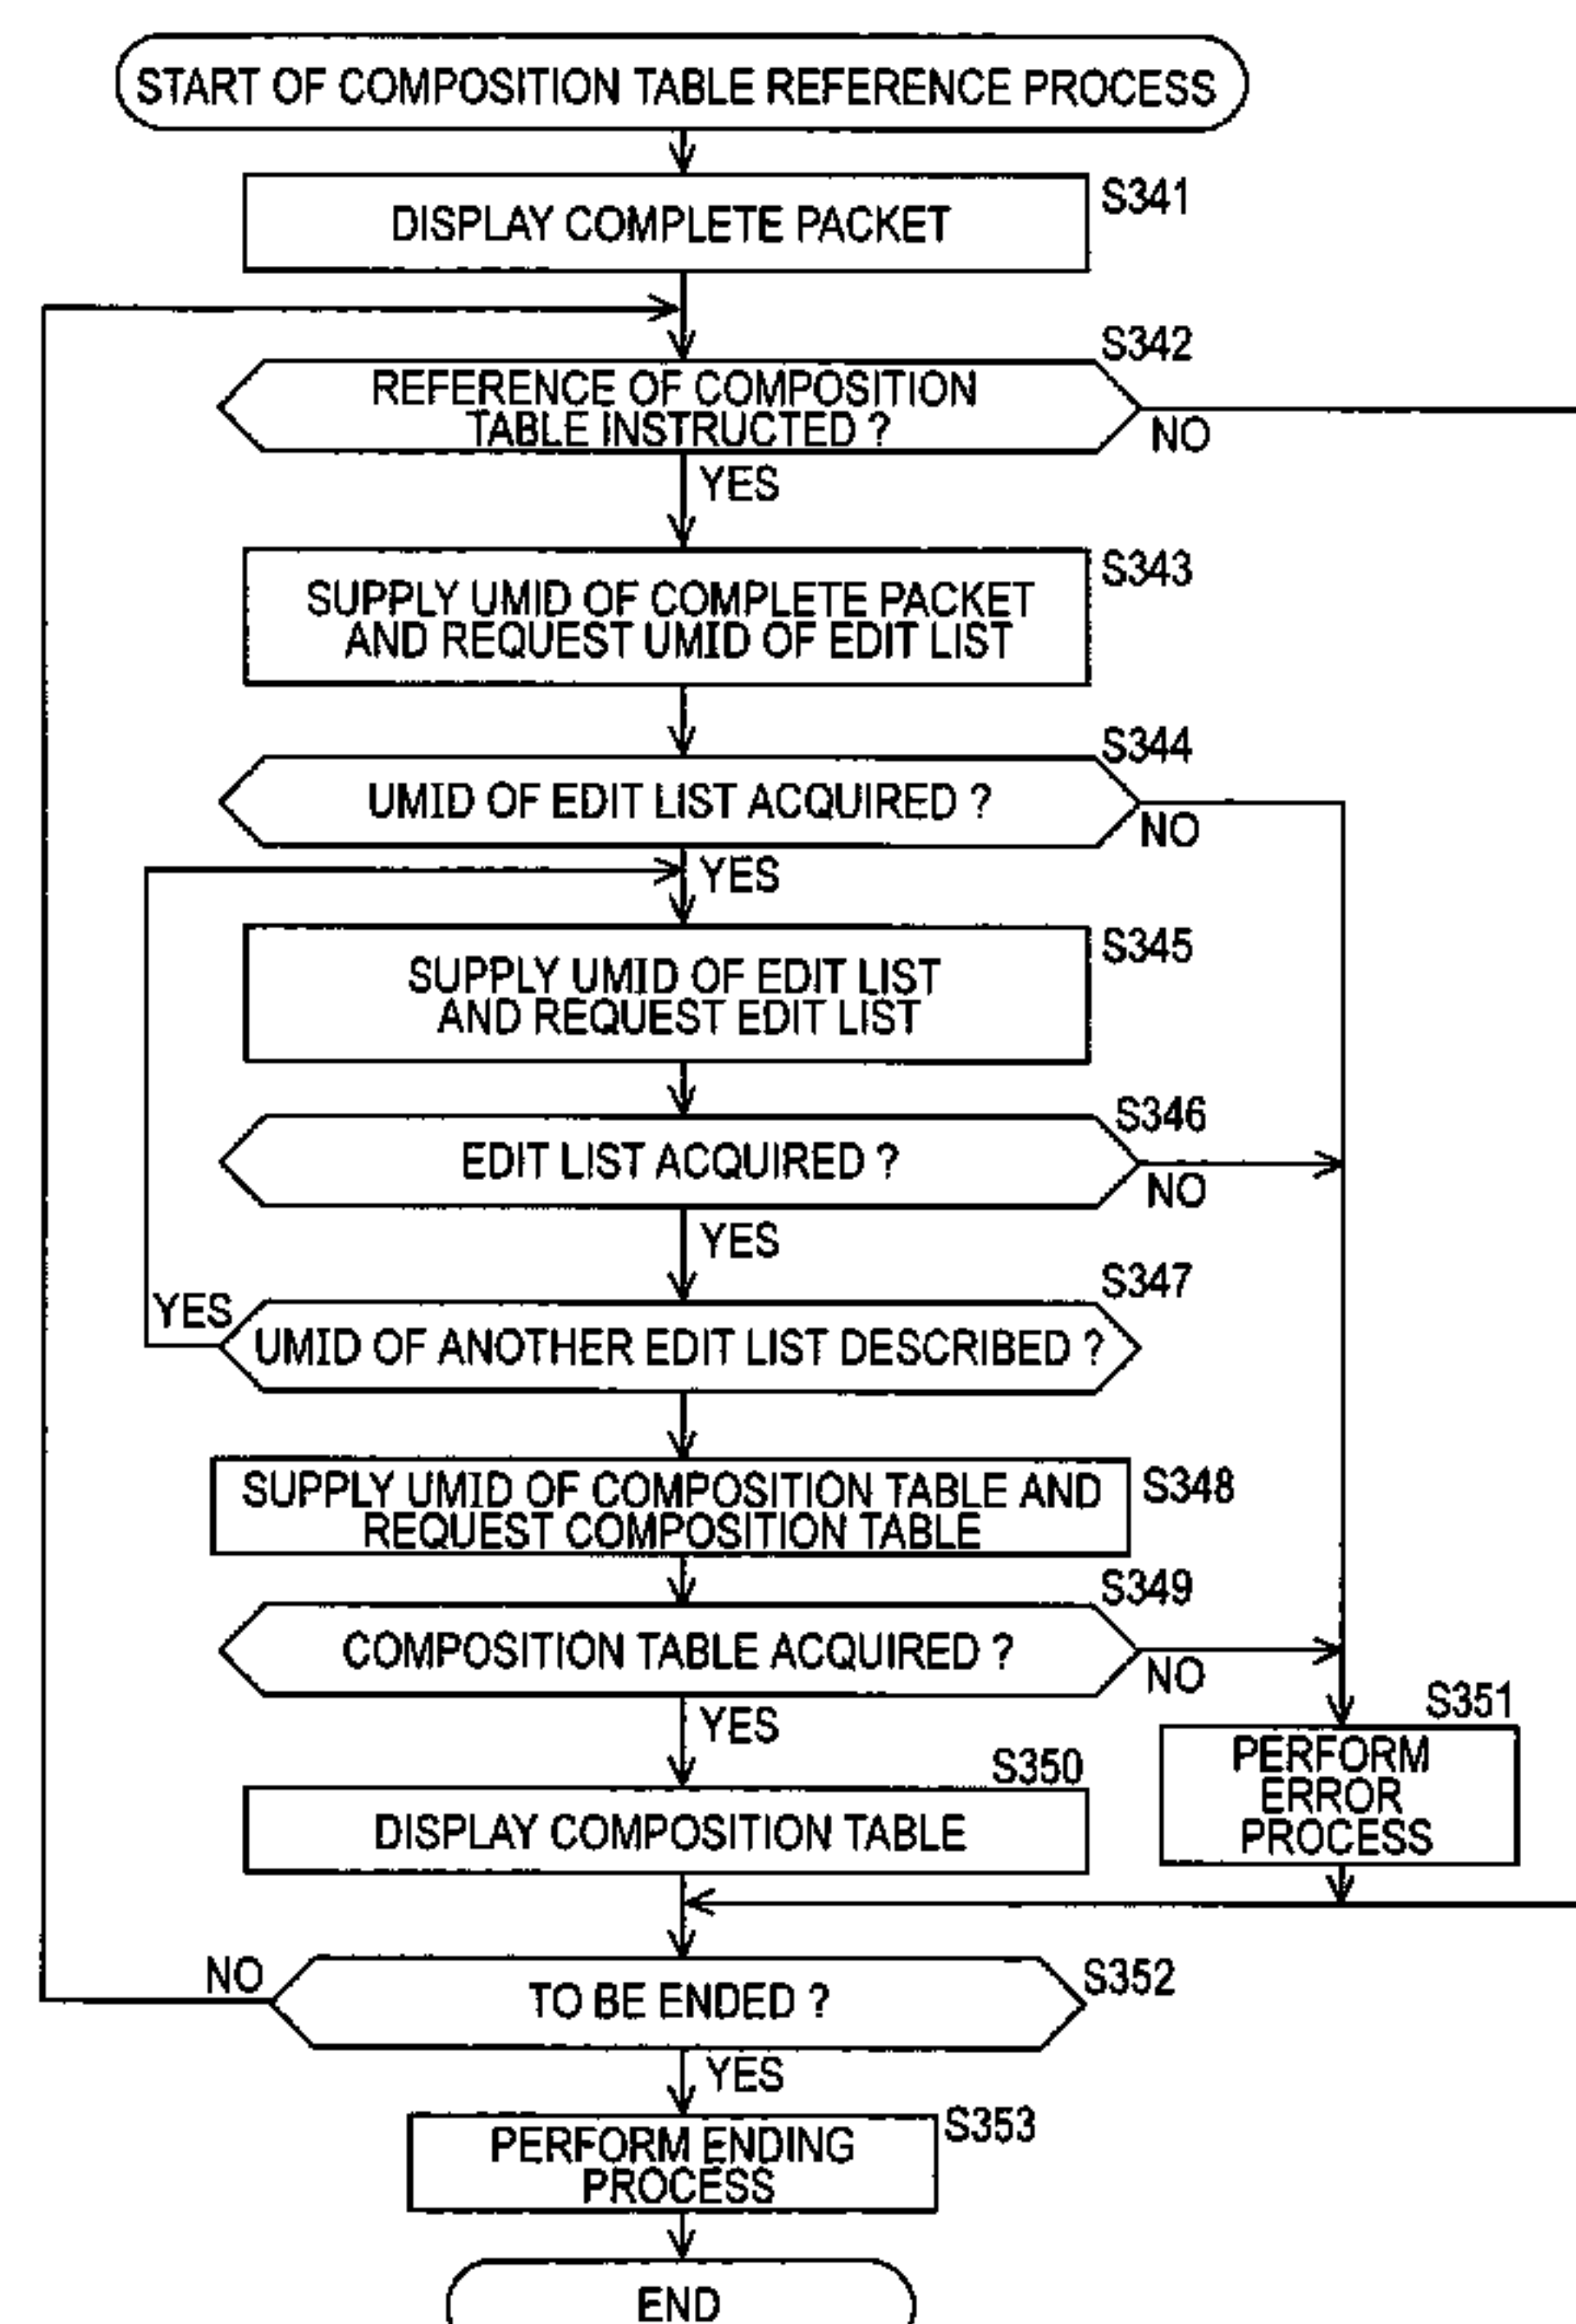 START OF COMPOSITION TABLE REFERENCE PROCESS
S341
DISPLAY COMPLETE PACKET
S342
REFERENCE OF COMPOSITION
TABLE INSTRUCTED ?
NO
YES
S343
SUPPLY UMID OF COMPLETE PACKET
AND REQUEST UMID OF EDIT LIST
S344
UMID OF EDIT LIST ACQUIRED ?
NO
YES
S345
SUPPLY UMID OF EDIT LIST
AND REQUEST EDIT LIST
S346
EDIT LIST ACQUIRED ?
NO
YES
S347
YES
UMID OF ANOTHER EDIT LIST DESCRIBED ?
SUPPLY UMID OF COMPOSITION TABLE AND
REQUEST COMPOSITION TABLE
S348
S349
COMPOSITION TABLE ACQUIRED ?
NO
YES
S351
PERFORM
ERROR
PROCESS
S350
DISPLAY COMPOSITION TABLE
NO
S352
TO BE ENDED ?
YES
S353
PERFORM ENDING
PROCESS
END